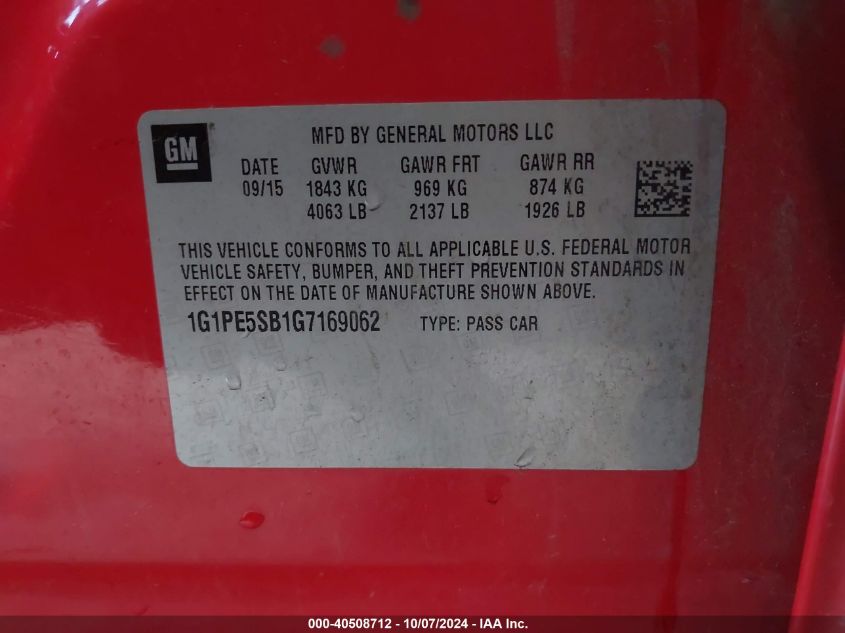 GM
MFD BY GENERAL MOTORS LLC
DATE GVWR GAWR FRT GAWR RR
09/15 1843 KG 969 KG 874 KG
4063 LB 2137 LB 1926 LB
THIS VEHICLE CONFORMS TO ALL APPLICABLE U.S. FEDERAL MOTOR
VEHICLE SAFETY, BUMPER, AND THEFT PREVENTION STANDARDS IN
EFFECT ON THE DATE OF MANUFACTURE SHOWN ABOVE.
1G1PE5SB1G7169062 TYPE: PASS CAR
000-40508712 - 10/07/2024 - IAA Inc.